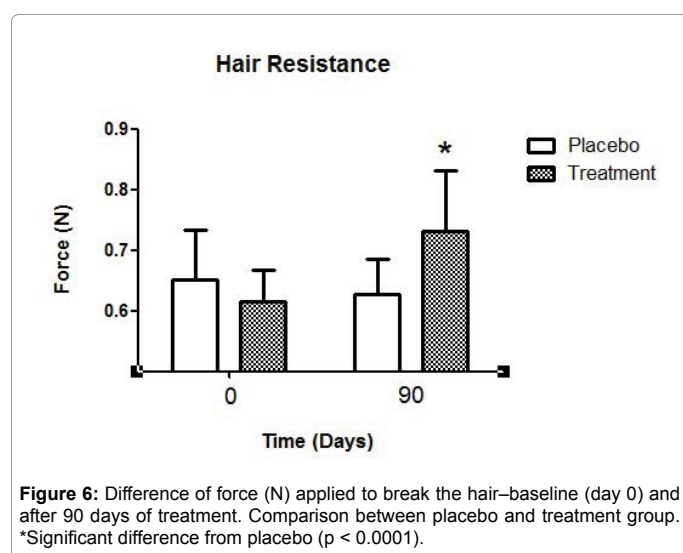 Hair Resistance
0.9
0.8
0.7
0.6
Force (N)
*
Placebo
Treatment
0 90
Time (Days)
Figure 6: Difference of force (N) applied to break the hair–baseline (day 0) and
after 90 days of treatment. Comparison between placebo and treatment group.
*Significant difference from placebo (p < 0.0001).